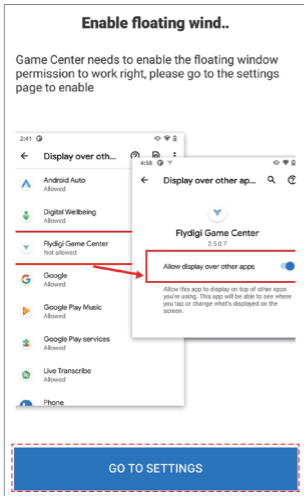 Enable floating wind..
Game Center needs to enable the floating window
permission to work right, please go to the settings
page to enable
2:41
Display over oth...
Android Auto
Allowed
Digital Wellbeing
Allowed
Flydigi Game Center
Not allowed
Google
Allowed
Google Play Music
Allowed
Google Play services
Allowed
Live Transcribe
Allowed
Phone
4:58
Display over other ap...
Flydigi Game Center
2.5.0.7
Allow display over other apps
Allow this app to display on top of other apps
you're using. This app will be able to see where
you tap or change what's displayed on the
screen.
GO TO SETTINGS